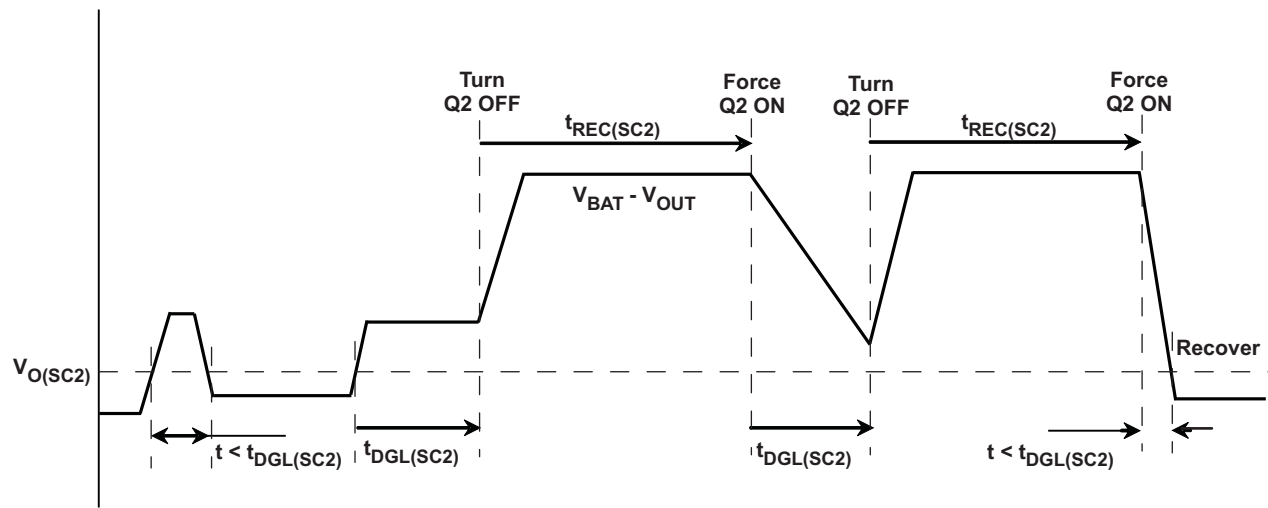 Turn
Q2 OFF
Force
Q2 ON
Turn
Q2 OFF
Force
Q2 ON
tREC(SC2)
tREC(SC2)
VBAT - VOUT
VO(SC2)
Recover
t < tDGL(SC2)
tDGL(SC2)
tDGL(SC2)
t < tDGL(SC2)